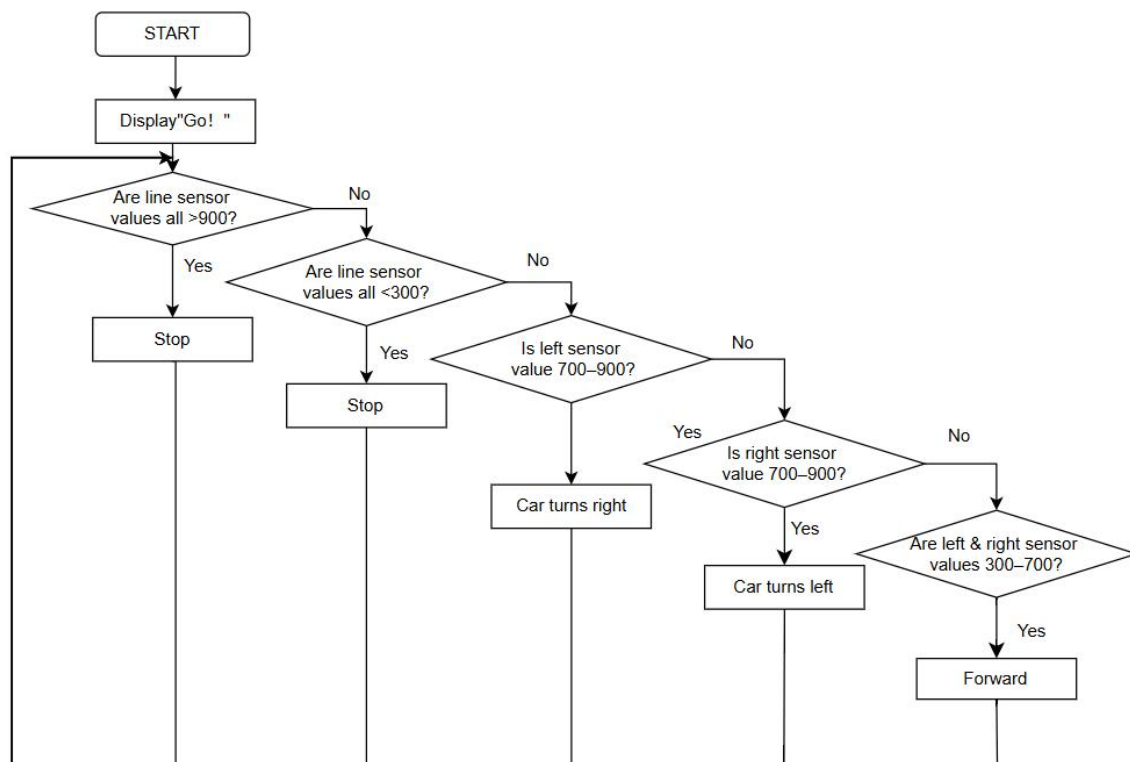 START
Display"Go! "
Are line sensor
values all >900?
No
Yes
Stop
Are line sensor
values all <300?
No
Yes
Stop
Is left sensor
value 700–900?
No
Car turns right
Yes
Is right sensor
value 700–900?
No
Yes
Car turns left
Are left & right sensor
values 300–700?
Yes
Forward